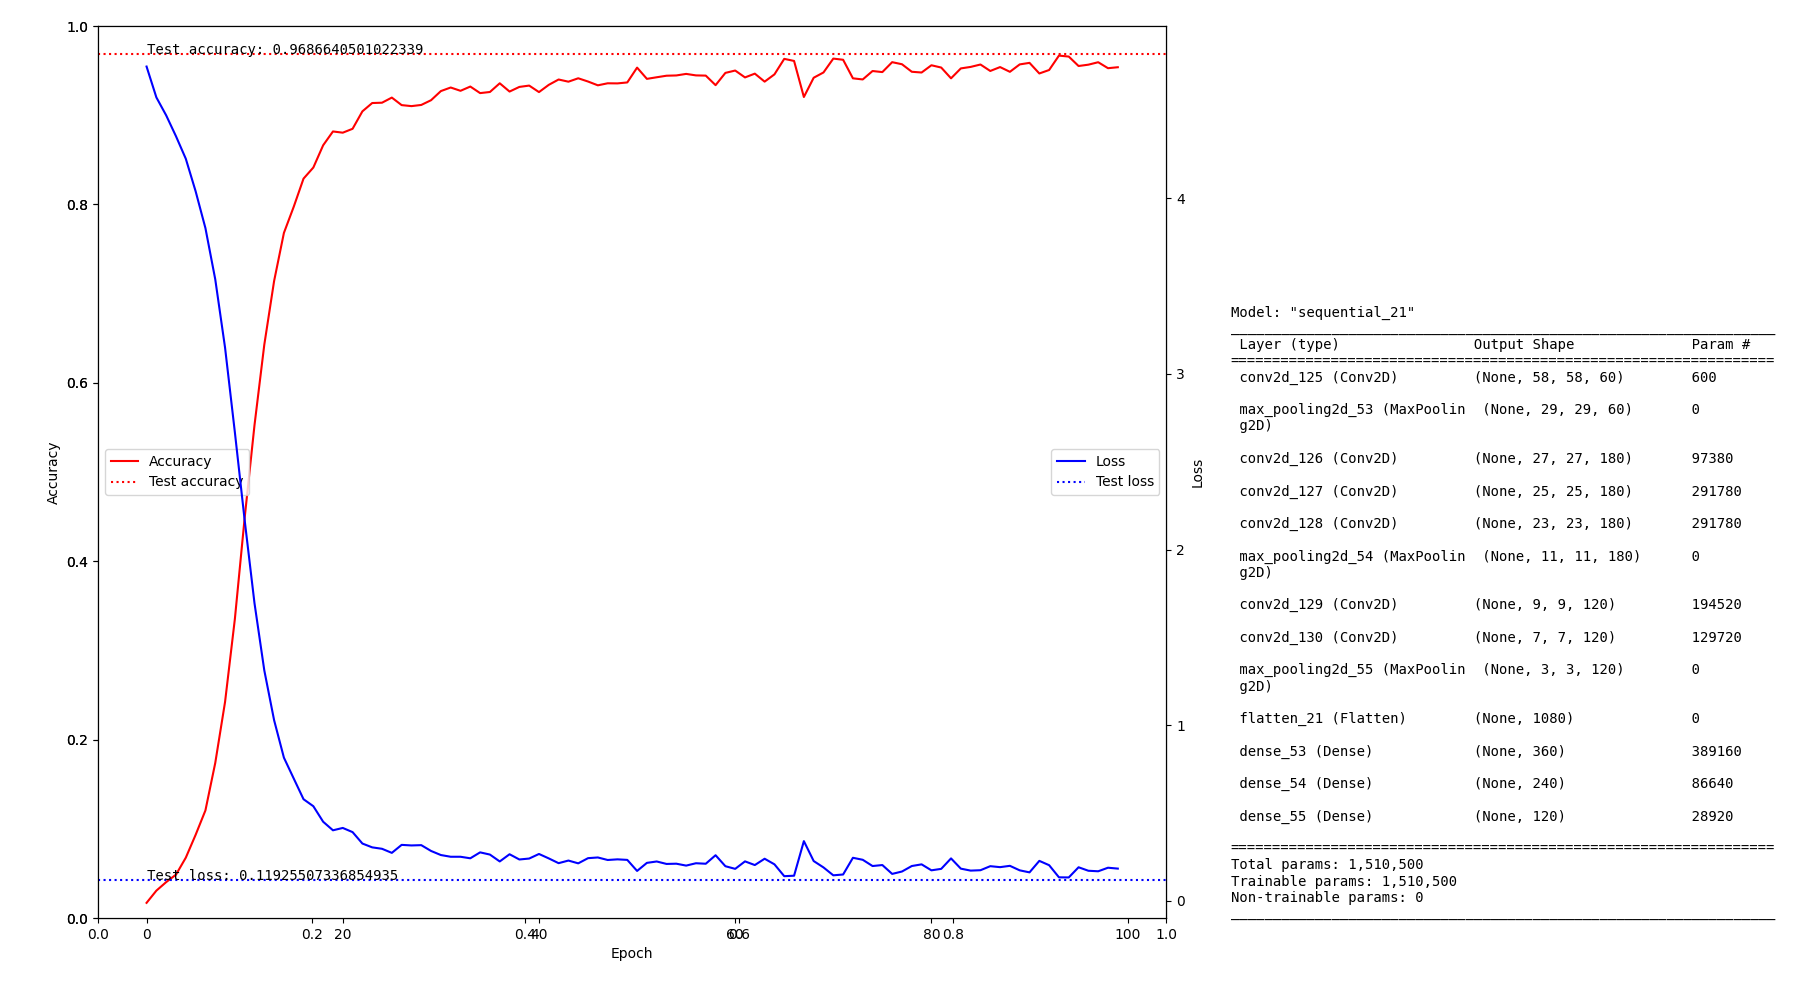 1.0
Test accuracy: 0.9686640501022339
0.8
0.6
0.4
0.2
0.0
Accuracy
Accuracy
Test accuracy
Test loss: 0.11925507336854935
0.0 0 0.2 20 0.4 40 60 0.6 80 0.8 100 1.0
Epoch
4
3
2
1
0
Loss
Loss
Test loss
Model: "sequential_21"
Layer (type) Output Shape Param #
conv2d_125 (Conv2D) (None, 58, 58, 60) 600
max_pooling2d_53 (MaxPoolin (None, 29, 29, 60) 0
g2D)
conv2d_126 (Conv2D) (None, 27, 27, 180) 97380
conv2d_127 (Conv2D) (None, 25, 25, 180) 291780
conv2d_128 (Conv2D) (None, 23, 23, 180) 291780
max_pooling2d_54 (MaxPoolin (None, 11, 11, 180) 0
g2D)
conv2d_129 (Conv2D) (None, 9, 9, 120) 194520
conv2d_130 (Conv2D) (None, 7, 7, 120) 129720
max_pooling2d_55 (MaxPoolin (None, 3, 3, 120) 0
g2D)
flatten_21 (Flatten) (None, 1080) 0
dense_53 (Dense) (None, 360) 389160
dense_54 (Dense) (None, 240) 86640
dense_55 (Dense) (None, 120) 28920
Total params: 1,510,500
Trainable params: 1,510,500
Non-trainable params: 0